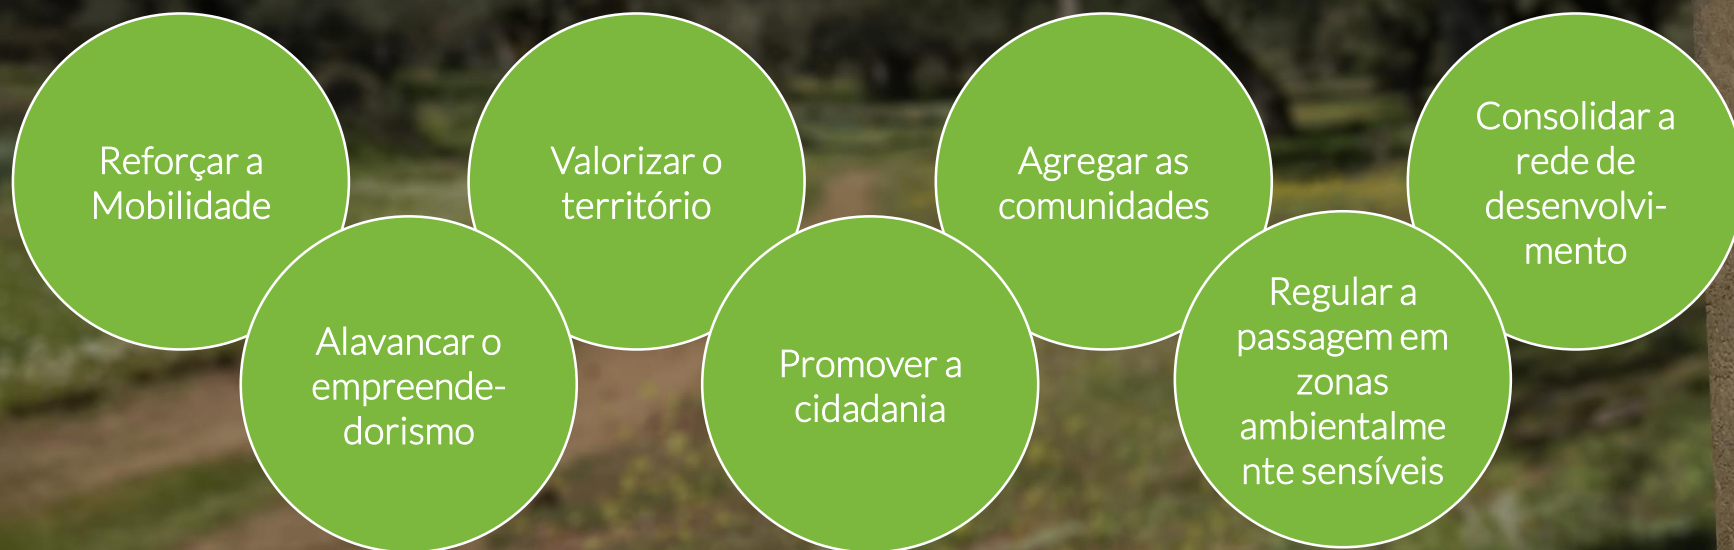 Reforçar a
Mobilidade
Alavancar o
empreende-
dorismo
Valorizar o
território
Promover a
cidadania
Agregar as
comunidades
Regular a
passagem em
zonas
ambientalme
nte sensíveis
Consolidar a
rede de
desenvolvi-
mento